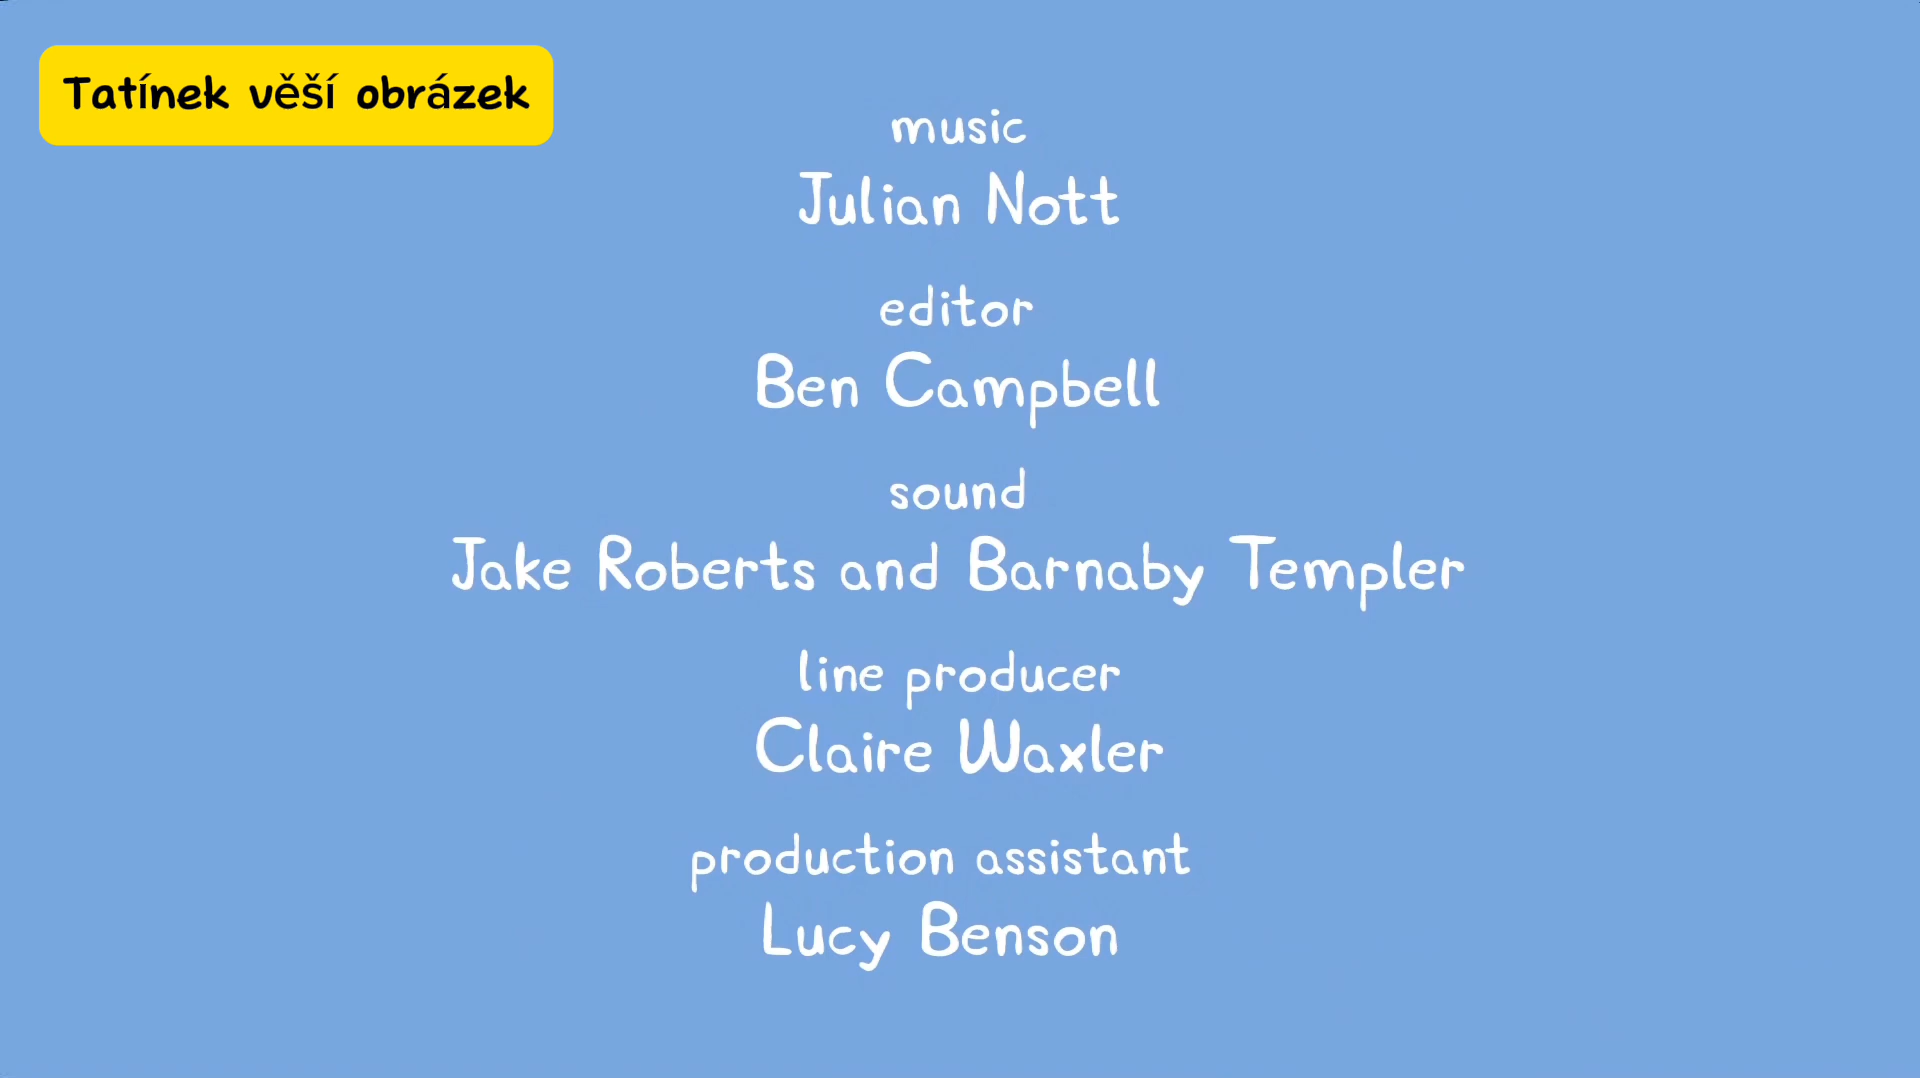 Tatínek věší obrázek
music
Julian Nott
editor
Ben Campbell
sound
Jake Roberts and Barnaby Templer
line producer
Claire Waxler
production assistant
Lucy Benson